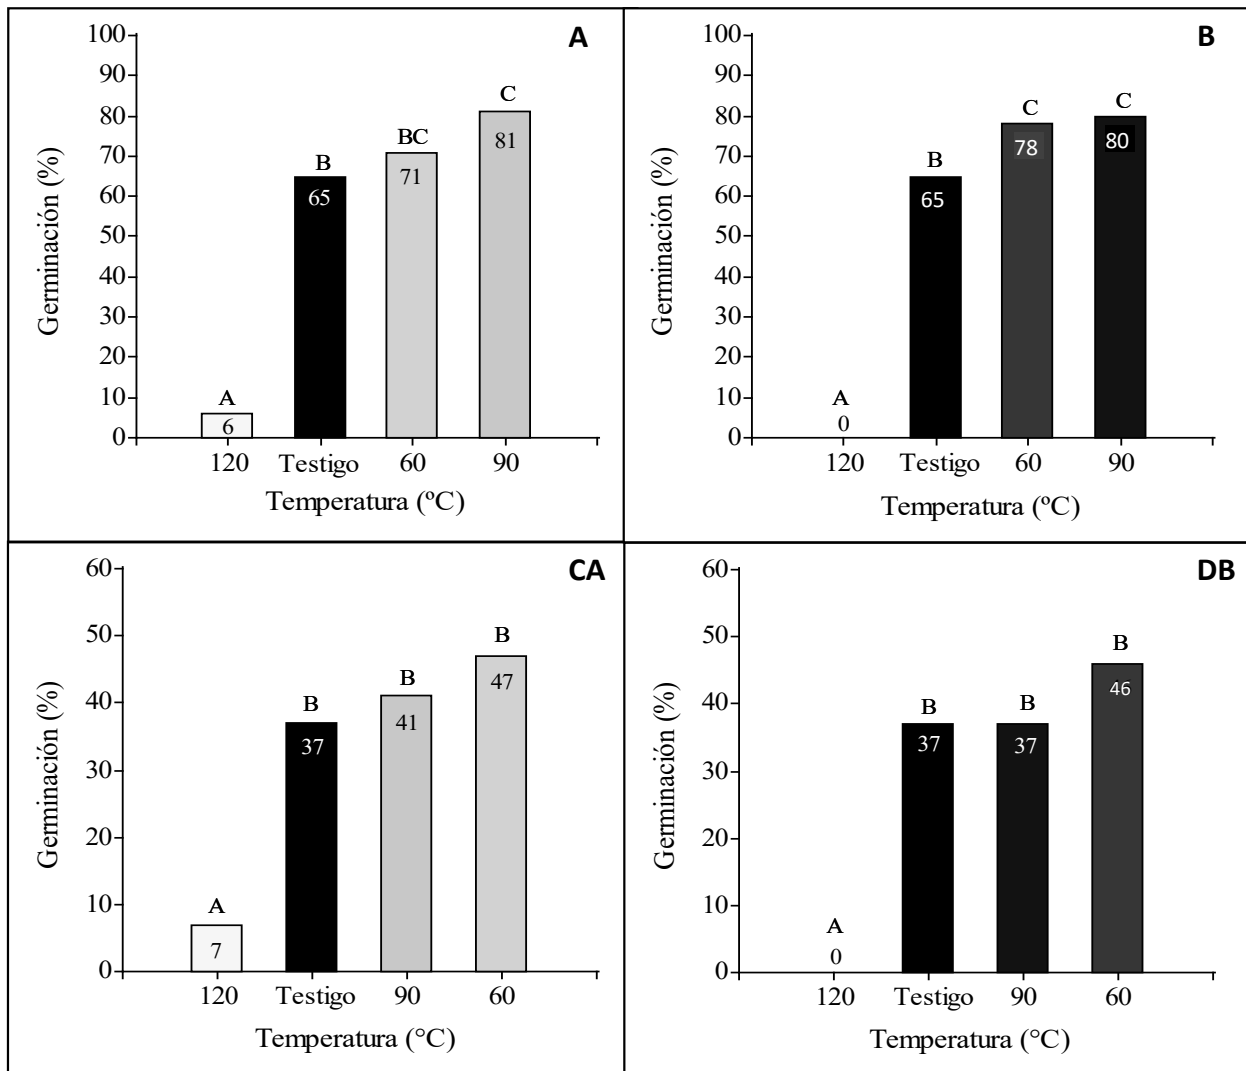 A
100
90
80
70
60
50
40
30
20
10
0
Germinación (%)
A
B
BC
C
6
65
71
81
120 Testigo 60 90
Temperatura (ºC)
B
100
90
80
70
60
50
40
30
20
10
0
Germinación (%)
A
B
C
C
0
65
78
80
120 Testigo 60 90
Temperatura (ºC)
CA
60
50
40
30
20
10
0
Germinación (%)
A
B
B
B
7
37
41
47
120 Testigo 90 60
Temperatura (°C)
DB
60
50
40
30
20
10
0
Germinación (%)
A
B
B
B
0
37
37
46
120 Testigo 90 60
Temperatura (°C)